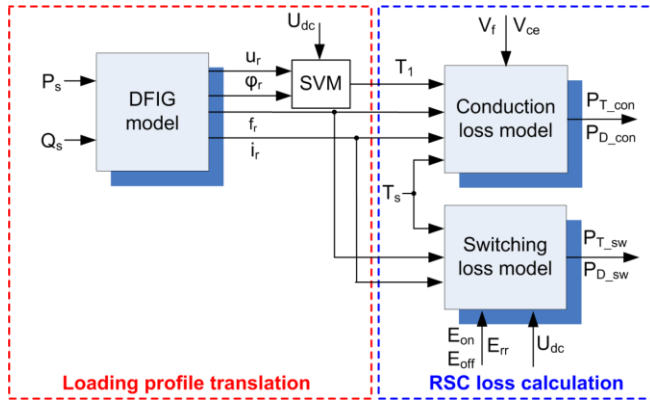 U_dc
V_f V_ce
P_s
Q_s
DFIG
model
u_r
φ_r
f_r
i_r
SVM
T_1
T_s
Conduction
loss model
P_T_con
P_D_con
Switching
loss model
P_T_sw
P_D_sw
E_on
E_off
E_rr
U_dc
Loading profile translation
RSC loss calculation